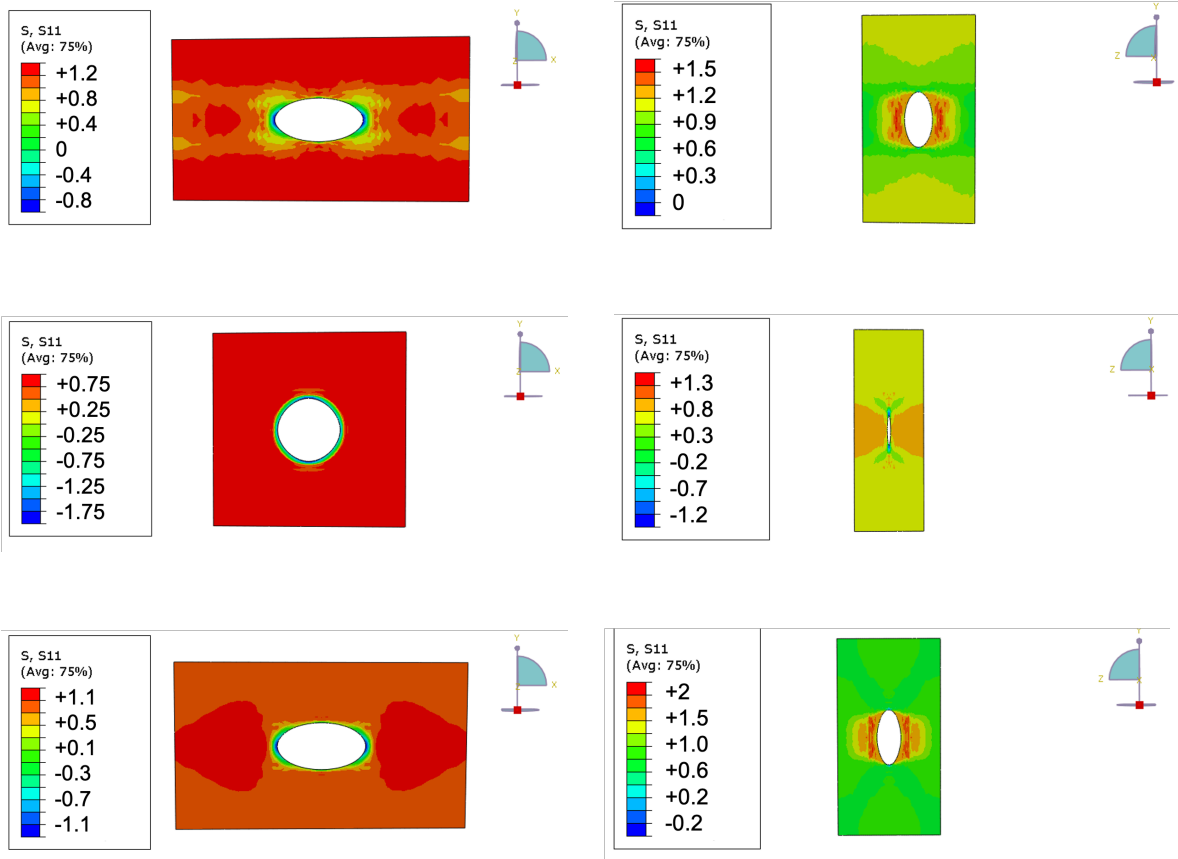 S, S11
(Avg: 75%)
+1.2
+0.8
+0.4
0
-0.4
-0.8
Y
X
Z
S, S11
(Avg: 75%)
+1.5
+1.2
+0.9
+0.6
+0.3
0
Y
Z
X
S, S11
(Avg: 75%)
+0.75
+0.25
-0.25
-0.75
-1.25
-1.75
Y
X
Z
S, S11
(Avg: 75%)
+1.3
+0.8
+0.3
-0.2
-0.7
-1.2
Y
Z
X
S, S11
(Avg: 75%)
+1.1
+0.5
+0.1
-0.3
-0.7
-1.1
Y
X
Z
S, S11
(Avg: 75%)
+2
+1.5
+1.0
+0.6
+0.2
-0.2
Y
Z
X